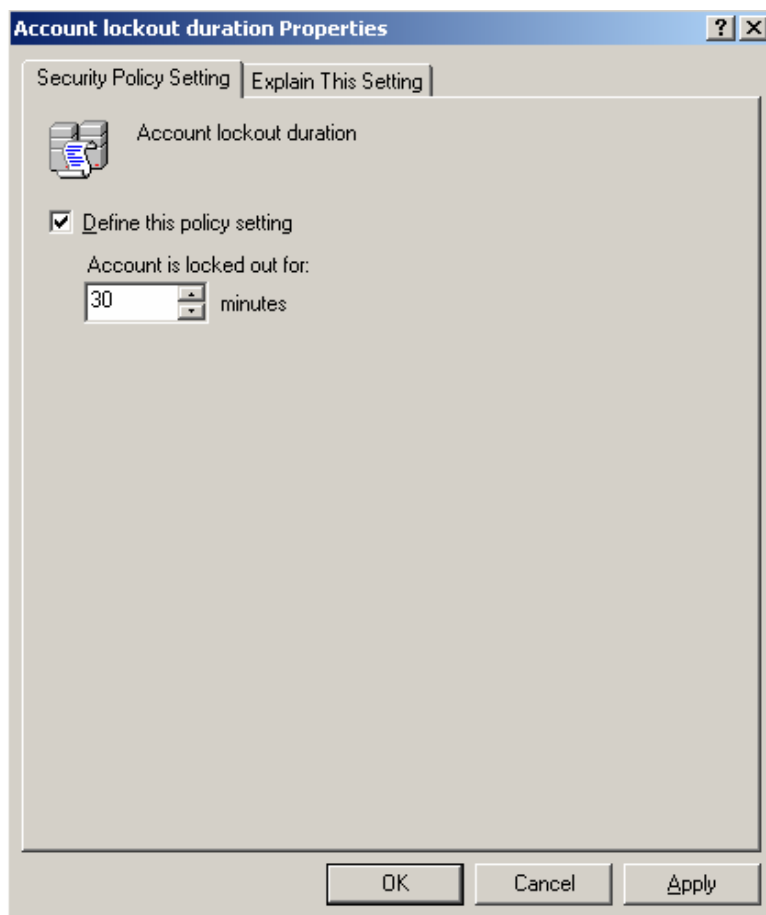 Account lockout duration Properties
Security Policy Setting
Explain This Setting
Account lockout duration
Define this policy setting
Account is locked out for:
30 minutes
OK
Cancel
Apply